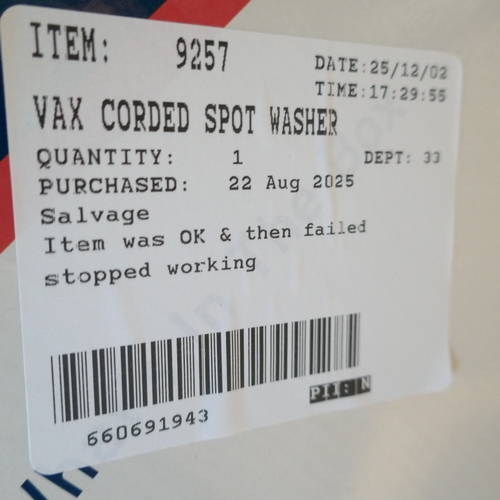 ITEM: 9257
DATE:25/12/02
TIME:17:29:55
VAX CORDED SPOT WASHER
QUANTITY: 1 DEPT: 33
PURCHASED: 22 Aug 2025
Salvage
Item was OK & then failed
stopped working
660691943
PII: N